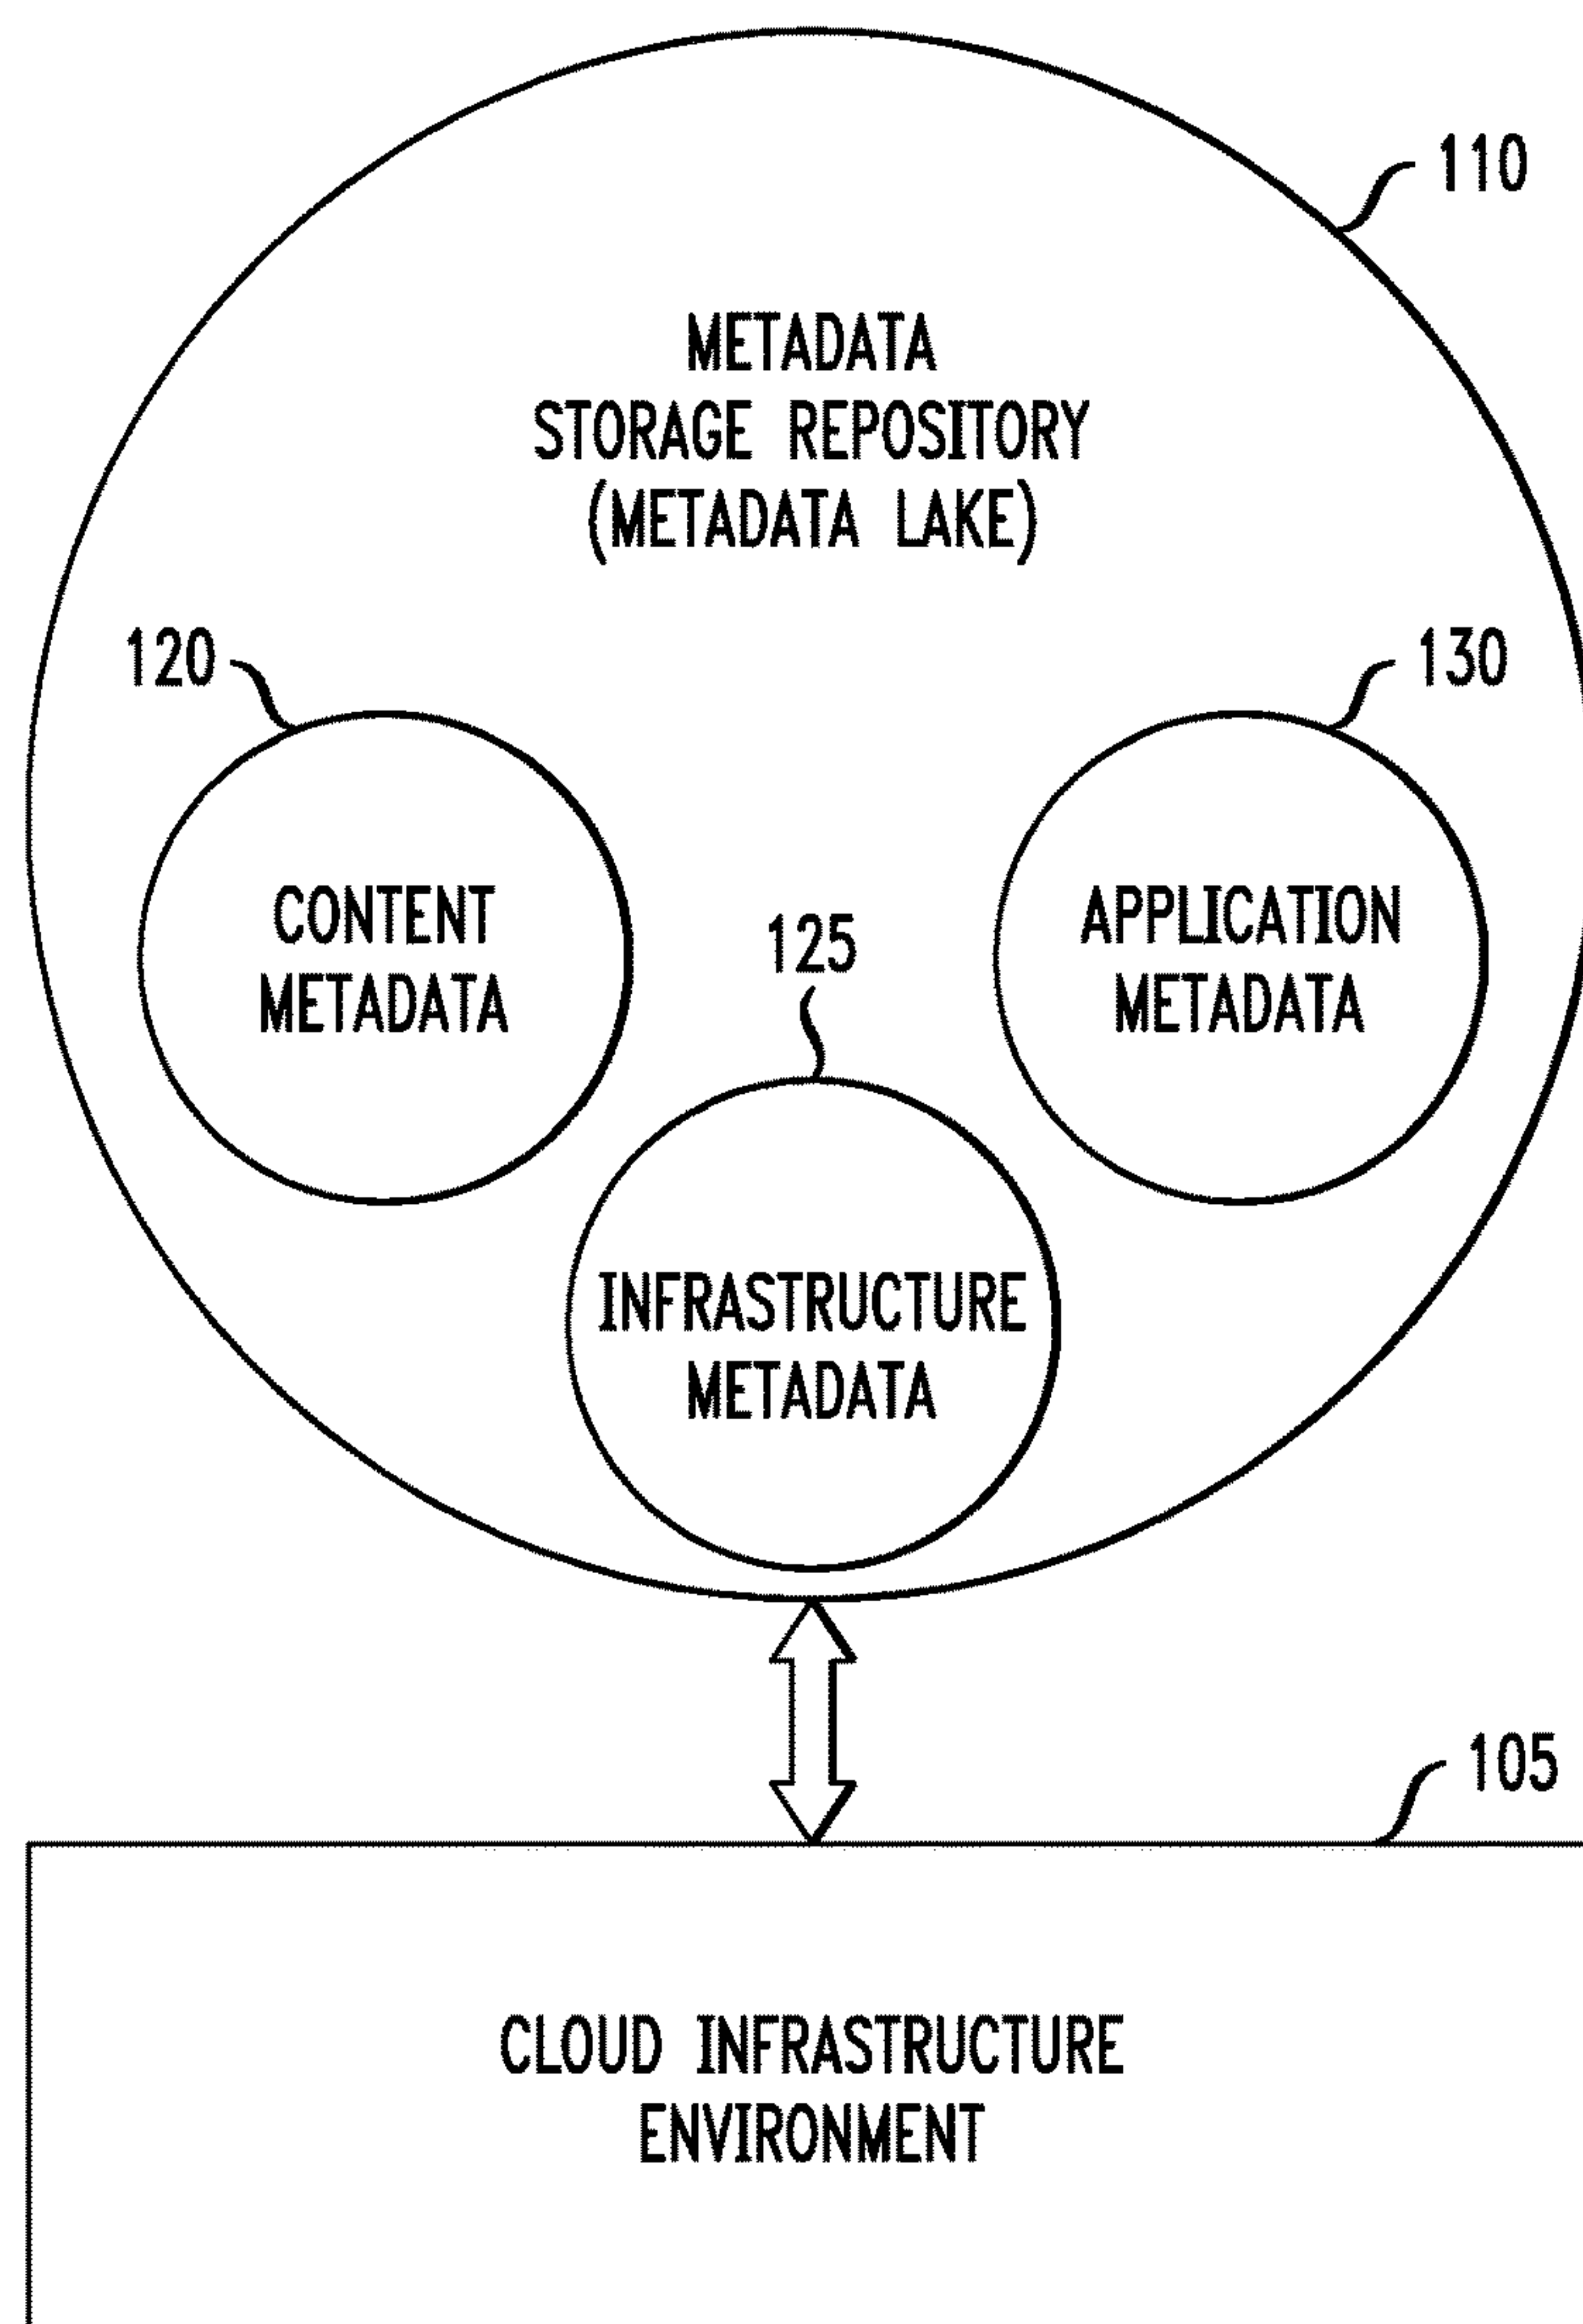 110
METADATA
STORAGE REPOSITORY
(METADATA LAKE)
120
130
CONTENT
METADATA
125
APPLICATION
METADATA
INFRASTRUCTURE
METADATA
105
CLOUD INFRASTRUCTURE
ENVIRONMENT